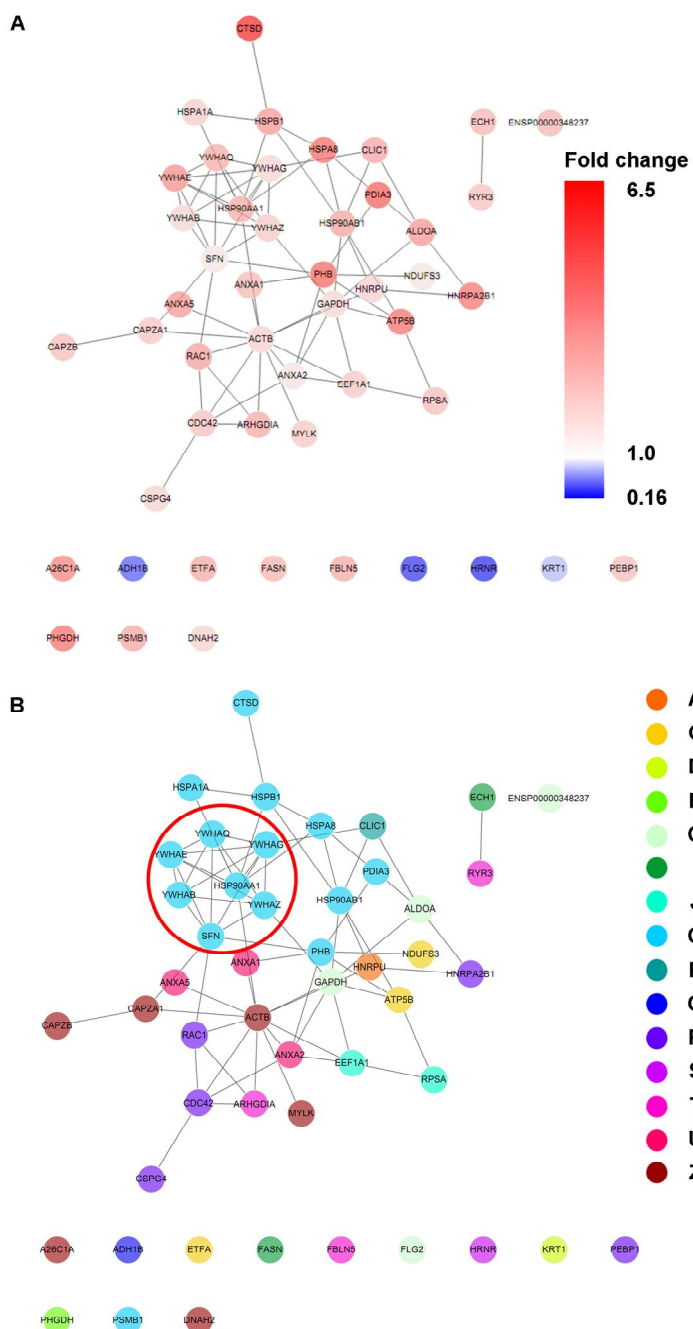 A
CTSD
HSPA1A
HSPB1
ECH1
ENSP00000348237
YWHAQ
YWHAG
HSPA8
CLIC1
Fold change
YWHAE
HSP90AA1
PDIA3
6.5
RYR3
YWHAB
YWHAZ
HSP90AB1
ALDOA
SFN
ANXA1
PHB
NDUFS3
HNRPU
ANXA5
GAPDH
HNRPA2B1
CAPZA1
ATP5B
CAPZB
RAC1
ACTB
ANXA2
EEF1A1
RPSA
CDC42
ARHGDIA
MYLK
1.0
CSPG4
0.16
A26C1A ADH1B ETFA FASN FBLN5 FLG2 HRNR KRT1 PEBP1
PHGDH PSMB1 DNAH2
B
CTSD
HSPA1A
HSPB1
ECH1
ENSP00000348237
YWHAQ
YWHAG
HSPA8
CLIC1
YWHAE
HSP90AA1
PDIA3
RYR3
YWHAB
YWHAZ
HSP90AB1
ALDOA
SFN
ANXA1
PHB
NDUFS3
HNRPU
ANXA5
GAPDH
HNRPA2B1
CAPZA1
ATP5B
CAPZB
RAC1
ACTB
ANXA2
EEF1A1
RPSA
CDC42
ARHGDIA
MYLK
CSPG4
A26C1A ADH1B ETFA FASN FBLN5 FLG2 HRNR KRT1 PEBP1
PHGDH PSMB1 DNAH2